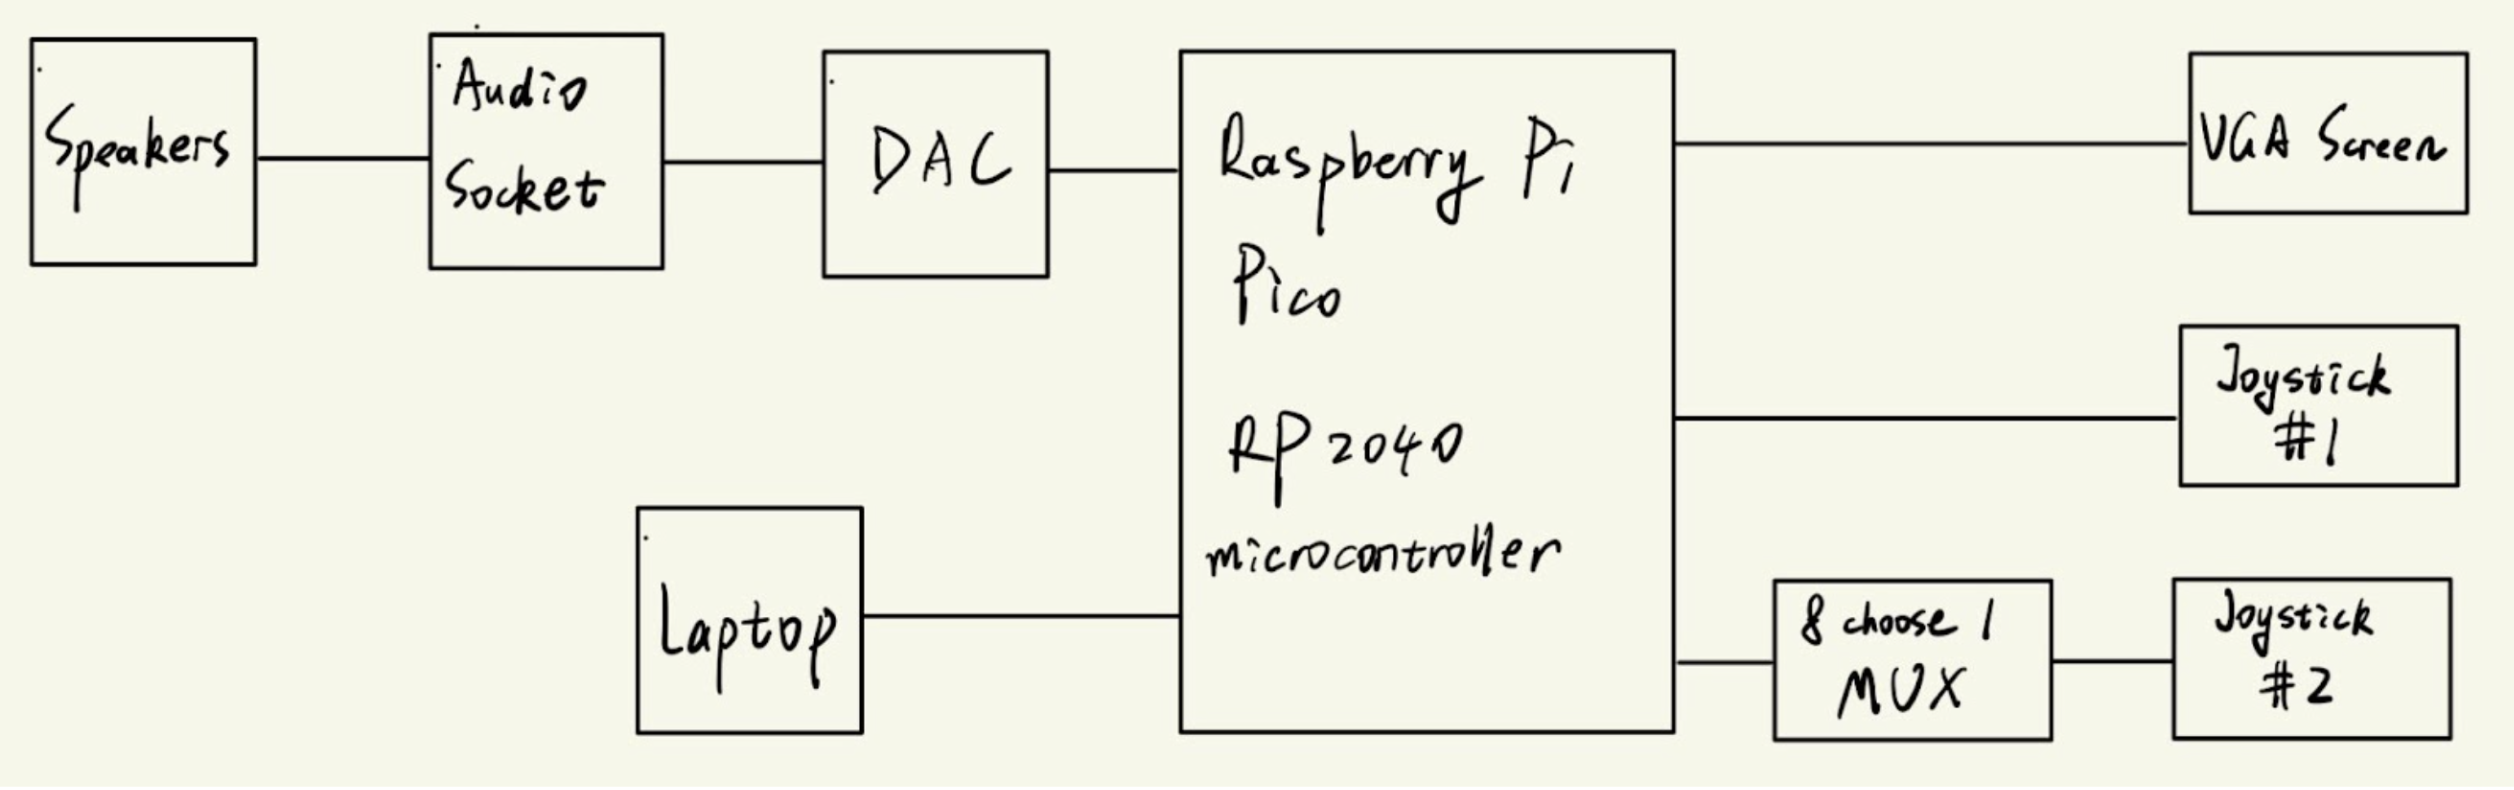 Speakers
Audio
Socket
DAC
Raspberry Pi
Pico
RP2040
microcontroller
VGA Screen
Joystick
#1
Laptop
8 choose 1
MUX
Joystick
#2